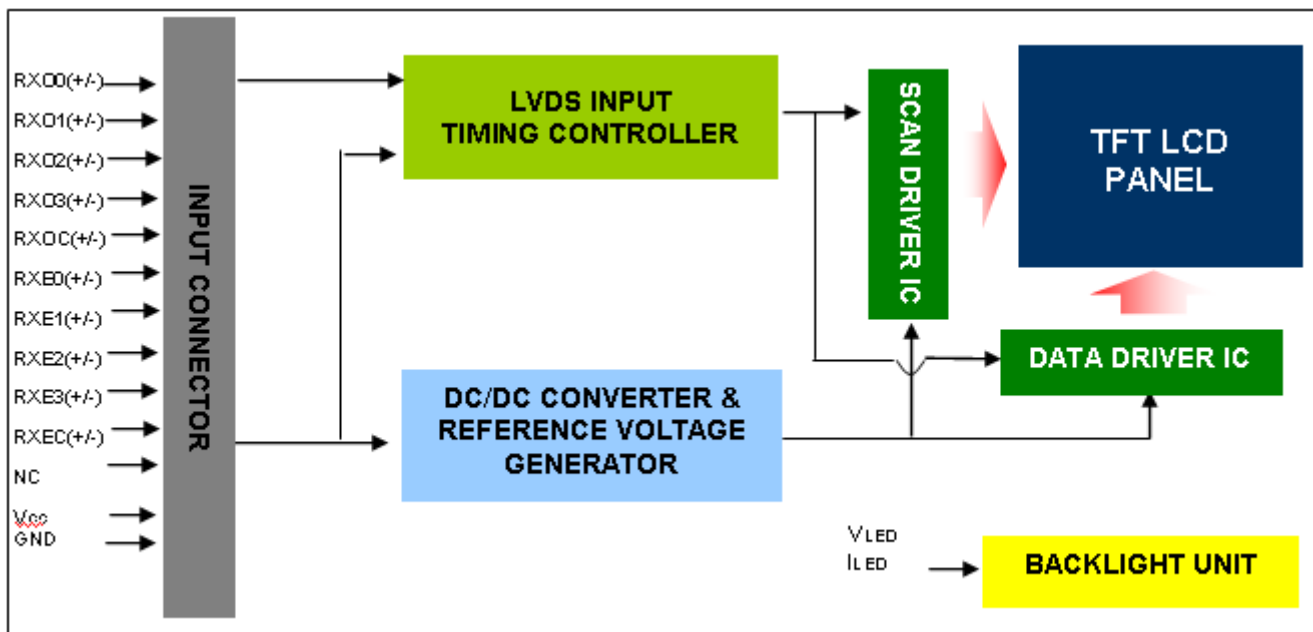 RXO0(+/-)
RXO1(+/-)
RXO2(+/-)
RXO3(+/-)
RXOC(+/-)
RXE0(+/-)
RXE1(+/-)
RXE2(+/-)
RXE3(+/-)
RXEC(+/-)
NC
Vcc
GND
INPUT CONNECTOR
LVDS INPUT
TIMING CONTROLLER
DC/DC CONVERTER &
REFERENCE VOLTAGE
GENERATOR
SCAN DRIVER IC
TFT LCD
PANEL
DATA DRIVER IC
VLED
ILED
BACKLIGHT UNIT